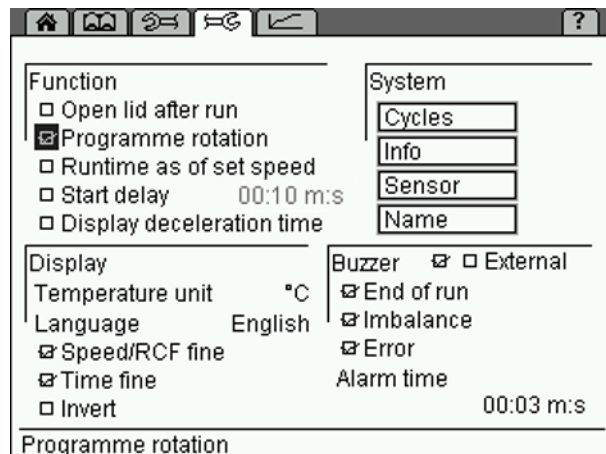 ?
Function
Open lid after run
Programme rotation
Runtime as of set speed
Start delay 00:10 m:s
Display deceleration time
System
Cycles
Info
Sensor
Name
Display
Temperature unit °C
Language English
Speed/RCF fine
Time fine
Invert
Buzzer External
End of run
Imbalance
Error
Alarm time
00:03 m:s
Programme rotation